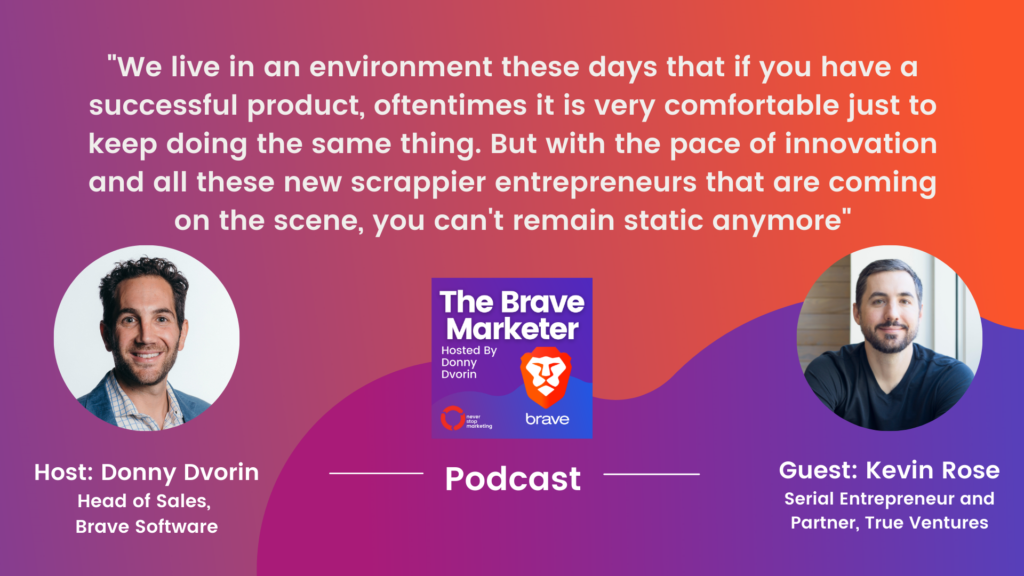 "We live in an environment these days that if you have a
successful product, oftentimes it is very comfortable just to
keep doing the same thing. But with the pace of innovation
and all these new scrappier entrepreneurs that are coming
on the scene, you can't remain static anymore"
The Brave
Marketer
Hosted By
Donny
Dvorin
never
stop
marketing
brave
Podcast
Host: Donny Dvorin
Head of Sales,
Brave Software
Guest: Kevin Rose
Serial Entrepreneur and
Partner, True Ventures